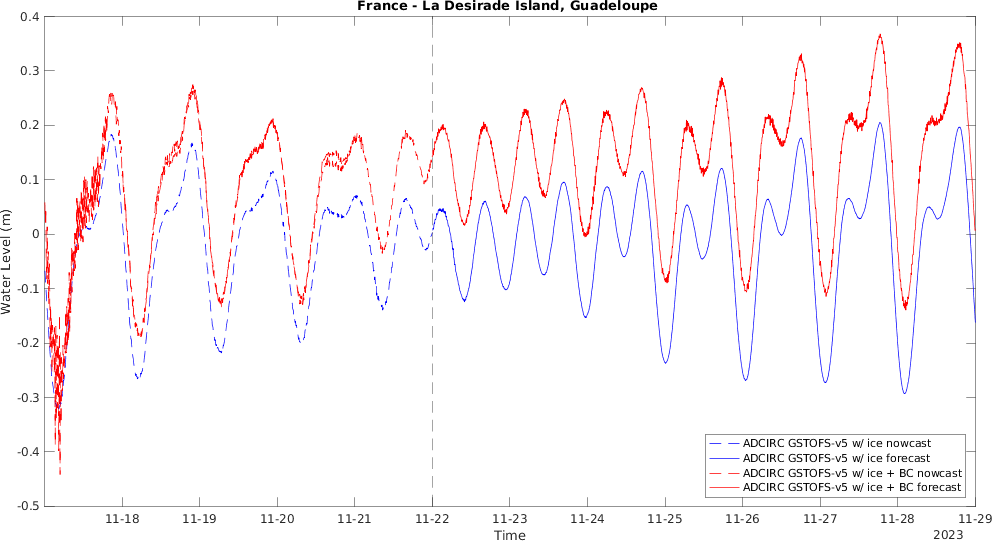 France - La Desirade Island, Guadeloupe
0.4
0.3
0.2
0.1
0
-0.1
-0.2
-0.3
-0.4
-0.5
Water Level (m)
ADCIRC GSTOFS-v5 w/ ice nowcast
ADCIRC GSTOFS-v5 w/ ice forecast
ADCIRC GSTOFS-v5 w/ ice + BC nowcast
ADCIRC GSTOFS-v5 w/ ice + BC forecast
11-18 11-19 11-20 11-21 11-22 11-23 11-24 11-25 11-26 11-27 11-28 11-29
Time
2023